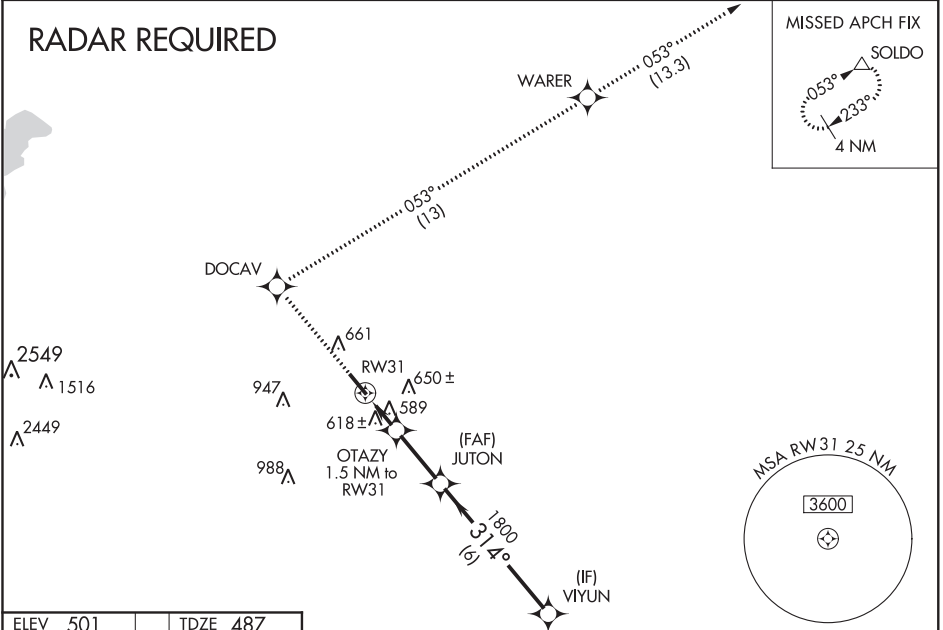 RADAR REQUIRED
MISSED APCH FIX
SOLDO
053°
233°
4 NM
053°
(13.3)
WARER
053°
(13)
DOCAV
661
2549
1516
RW31
947
650 ±
589
618 ±
2449
OTAZY
1.5 NM to
RW31
(FAF)
JUTON
988
1800
314°
(6)
MSA RW31 25 NM
3600
(IF)
VIYUN
ELEV 501
TDZE 487